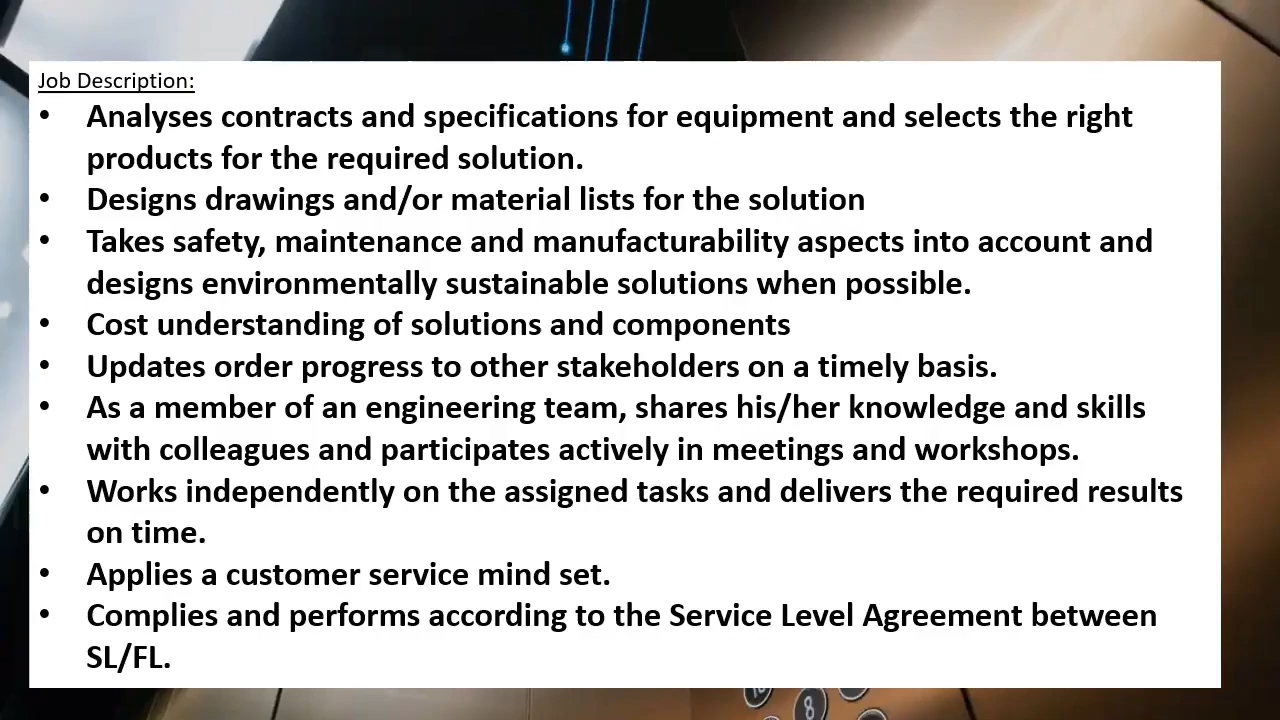 Job Description:
• Analyses contracts and specifications for equipment and selects the right
products for the required solution.
• Designs drawings and/or material lists for the solution
• Takes safety, maintenance and manufacturability aspects into account and
designs environmentally sustainable solutions when possible.
• Cost understanding of solutions and components
• Updates order progress to other stakeholders on a timely basis.
• As a member of an engineering team, shares his/her knowledge and skills
with colleagues and participates actively in meetings and workshops.
• Works independently on the assigned tasks and delivers the required results
on time.
• Applies a customer service mind set.
• Complies and performs according to the Service Level Agreement between
SL/FL.
8